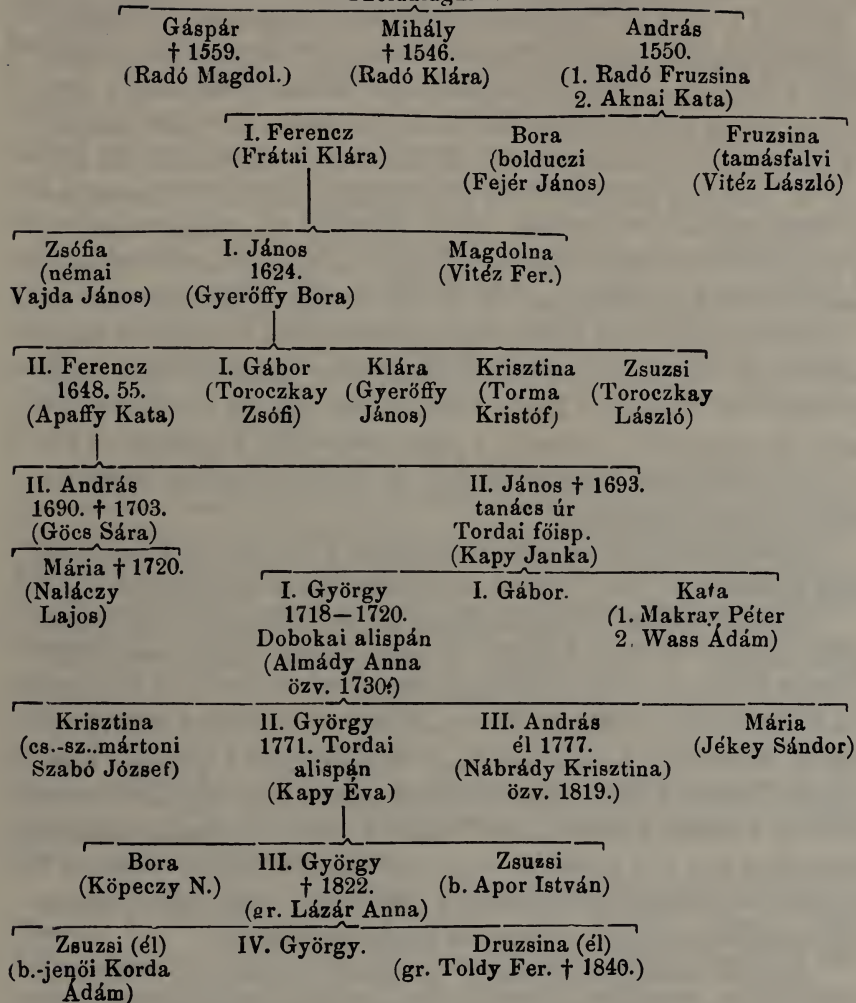 Gáspár Mihály András
† 1559. † 1546. 1550.
(Radó Magdol.) (Radó Klára) (1. Radó Fruzsina
2. Aknai Kata)
I. Ferencz Bora Fruzsina
(Frátai Klára) (bolduczi (tamásfalvi
(Fejér János) (Vitéz László)
Zsófia I. János Magdolna
(némai 1624. (Vitéz Fer.)
Vajda János) (Gyerőffy Bora)
II. Ferencz I. Gábor Klára Krisztina Zsuzsi
1648. 55. (Toroczkay (Gyerőffy (Torma (Toroczkay
(Apaffy Kata) Zsófi) János) Kristóf) László)
II. András II. János † 1693.
1690. † 1703. tanács úr
(Göcs Sára) Tordai főisp.
(Kapy Janka)
Mária † 1720.
(Naláczy I. György I. Gábor. Kata
Lajos) 1718–1720. (1. Makray Péter
Dobokai alispán 2. Wass Ádám)
(Almády Anna
özv. 1730?)
Krisztina II. György III. András Mária
(cs.-sz..mártoni 1771. Tordai él 1777. (Jékey Sándor)
Szabó József) alispán (Nábrády Krisztina)
(Kapy Éva) özv. 1819.)
Bora III. György Zsuzsi
(Köpeczy N.) † 1822. (b. Apor István)
(gr. Lázár Anna)
Zsuzsi (él) IV. György. Druzsina (él)
(b.-jenői Korda (gr. Toldy Fer. † 1840.)
Ádám)